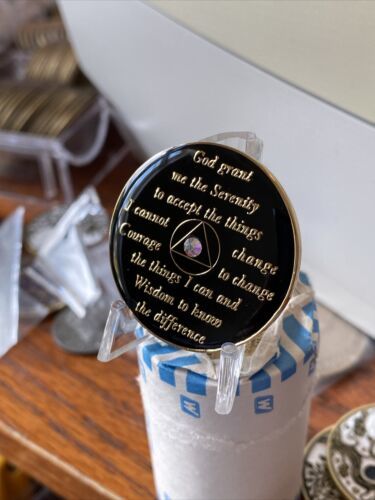 God grant
me the Serenity
to accept the things
I cannot change
Courage to change
the things I can and
Wisdom to known
the difference